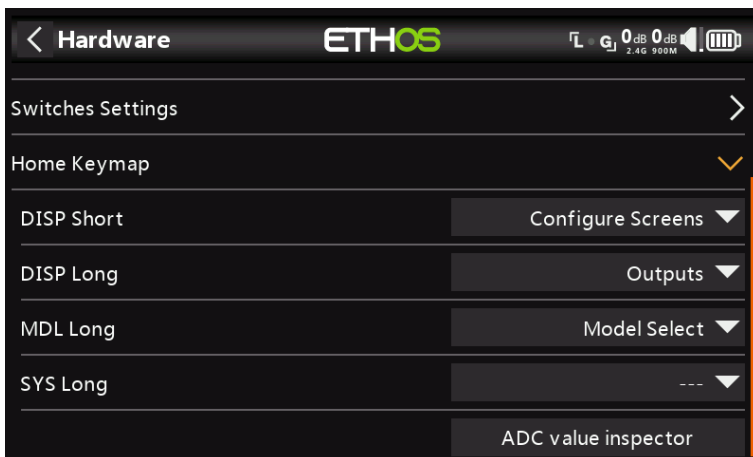 Hardware
ETHOS
L G 0dB 0dB
2.4G 900M
Switches Settings
Home Keymap
DISP Short
Configure Screens
DISP Long
Outputs
MDL Long
Model Select
SYS Long
---
ADC value inspector